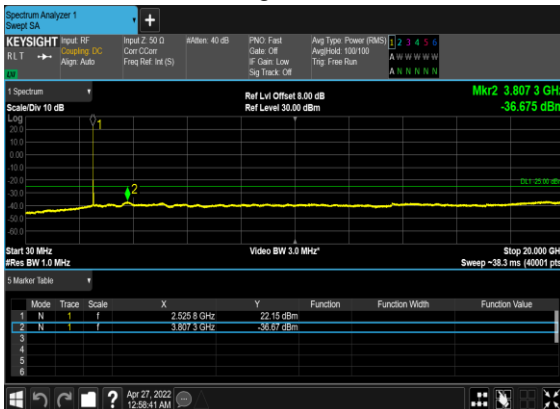 Spectrum Analyzer 1
Swept SA
KEYSIGHT Input: RF Input Z: 50 Ω #Atten: 40 dB PNO: Fast Avg Type: Power (RMS) 1 2 3 4 5 6
RLT Coupling: DC Corr CCorr Gate: Off Avg|Hold: 100/100 A W W W W W
Align: Auto Freq Ref: Int (S) IF Gain: Low Trig: Free Run
Sig Track: Off A N N N N N
1 Spectrum Ref Lvl Offset 8.00 dB Mkr2 3.807 3 GHz
Scale/Div 10 dB Ref Level 30.00 dBm -36.675 dBm
Log
20.0
10.0
0.00
-10.0
-20.0
-30.0
-40.0
-50.0
-60.0
1
2
Start 30 MHz Video BW 3.0 MHz* Stop 20.000 GHz
#Res BW 1.0 MHz Sweep ~38.3 ms (40001 pts)
5 Marker Table
Mode Trace Scale X Y Function Function Width Function Value
1 N 1 f 2.525 8 GHz 22.15 dBm
2 N 1 f 3.807 3 GHz -36.67 dBm
3
4
5
6
? Apr 27, 2022
12:58:41 AM